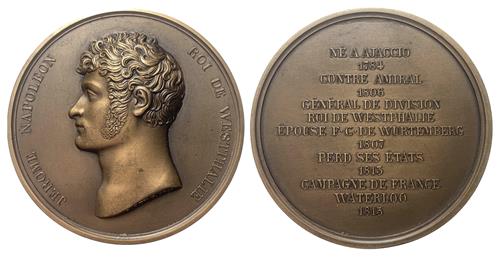 JEROME NAPOLEON ROI DE WESTPHALIE
NÉ A AJACCIO
1784
CONTRE AMIRAL
1806
GÉNÉRAL DE DIVISION
ROI DE WESTPHALIE
ÉPOUSE F-C- DE WURTEMBERG
1807
PERD SES ÉTATS
1813
CAMPAGNE DE FRANCE
WATERLOO
1815